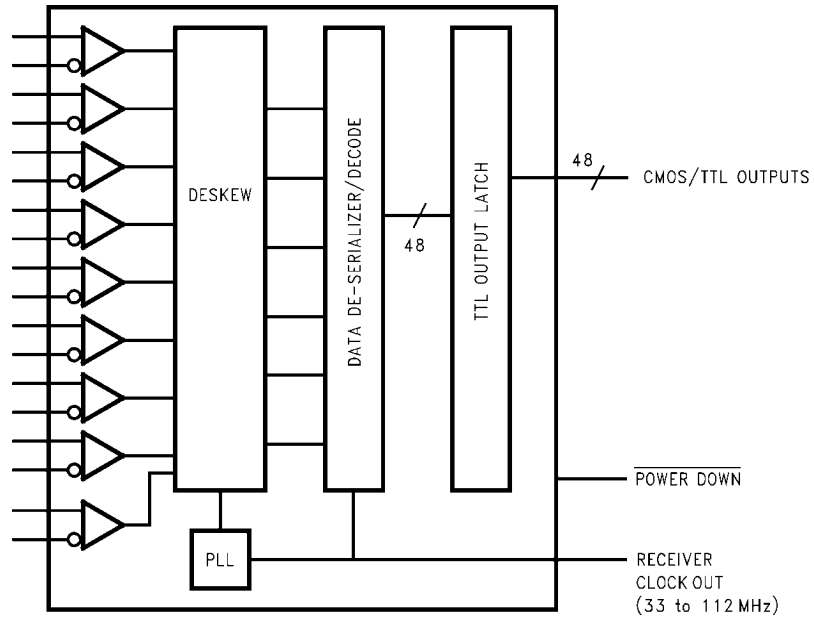 DESKEW
DATA DE-SERIALIZER/DECODE
48
TTL OUTPUT LATCH
48
CMOS/TTL OUTPUTS
POWER DOWN
PLL
RECEIVER
CLOCK OUT
(33 to 112 MHz)